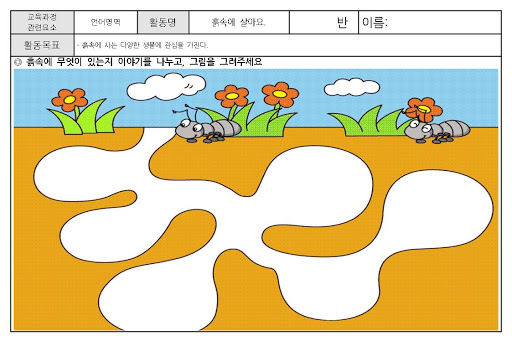 교육과정 관련요소 언어영역 활동명 흙속에 살아요. 반 이름:
활동목표 - 흙속에 사는 다양한 생물에 관심을 가진다.
◎ 흙속에 무엇이 있는지 이야기를 나누고, 그림을 그려주세요